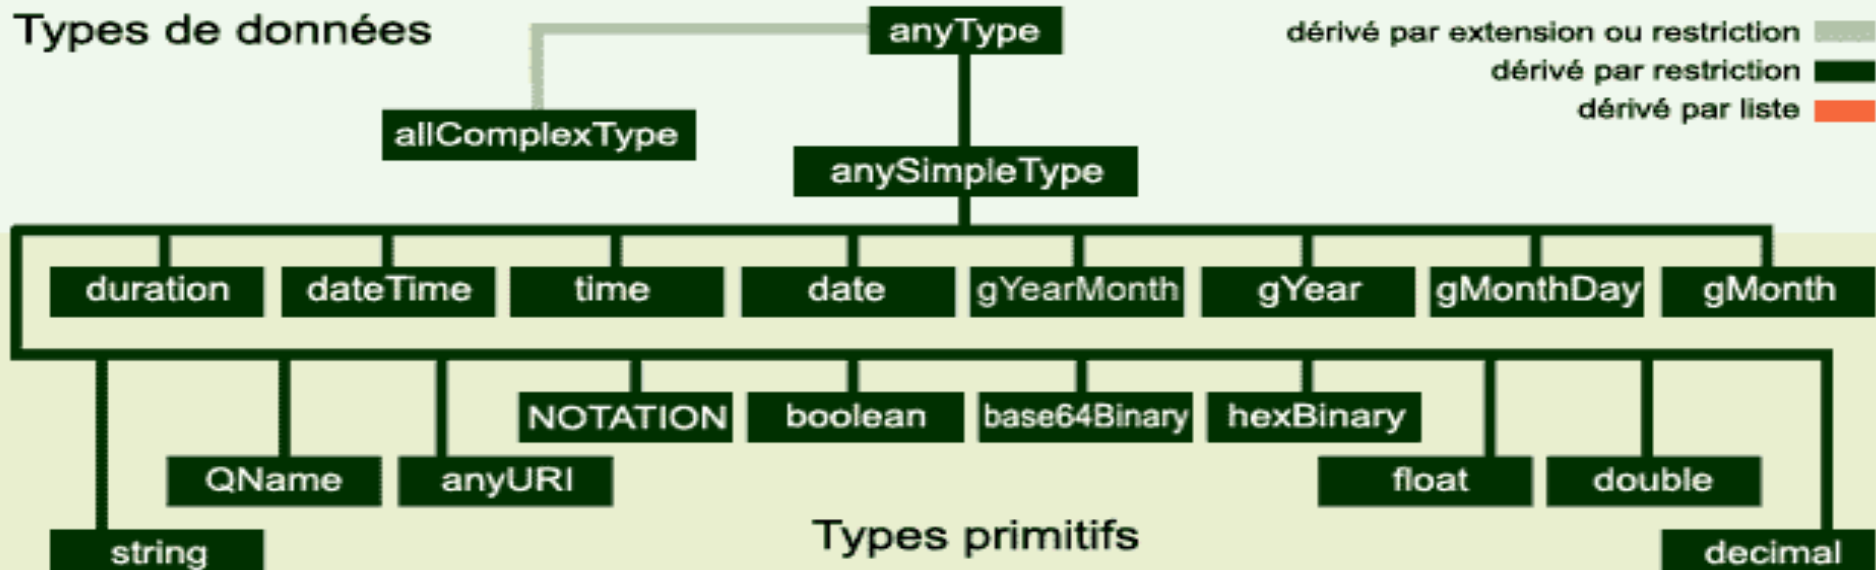 Types de données
anyType
dérivé par extension ou restriction
dérivé par restriction
dérivé par liste
allComplexType
anySimpleType
duration dateTime time date gYearMonth gYear gMonthDay gMonth
NOTATION boolean base64Binary hexBinary
QName anyURI float double
Types primitifs
string decimal